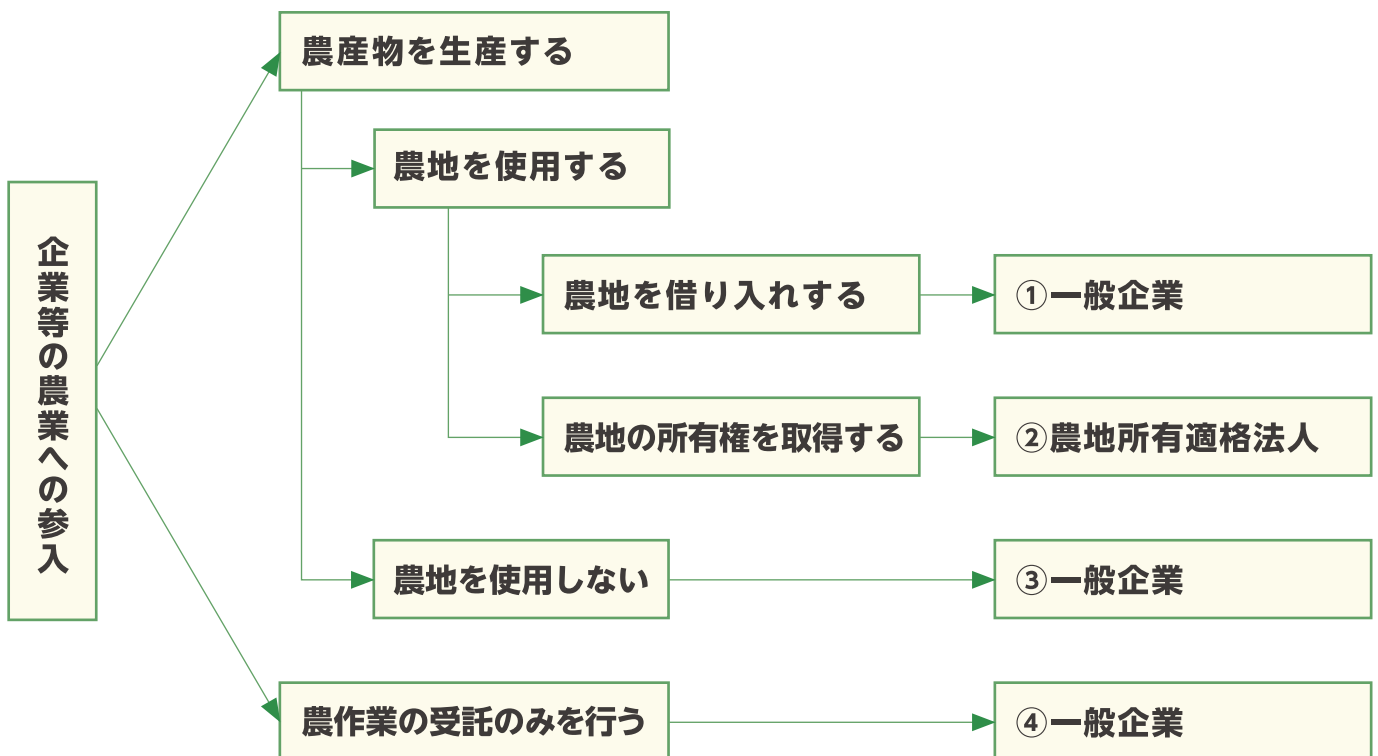 企業等の農業への参入
農産物を生産する
農地を使用する
農地を借り入れする
①一般企業
農地の所有権を取得する
②農地所有適格法人
農地を使用しない
③一般企業
農作業の受託のみを行う
④一般企業